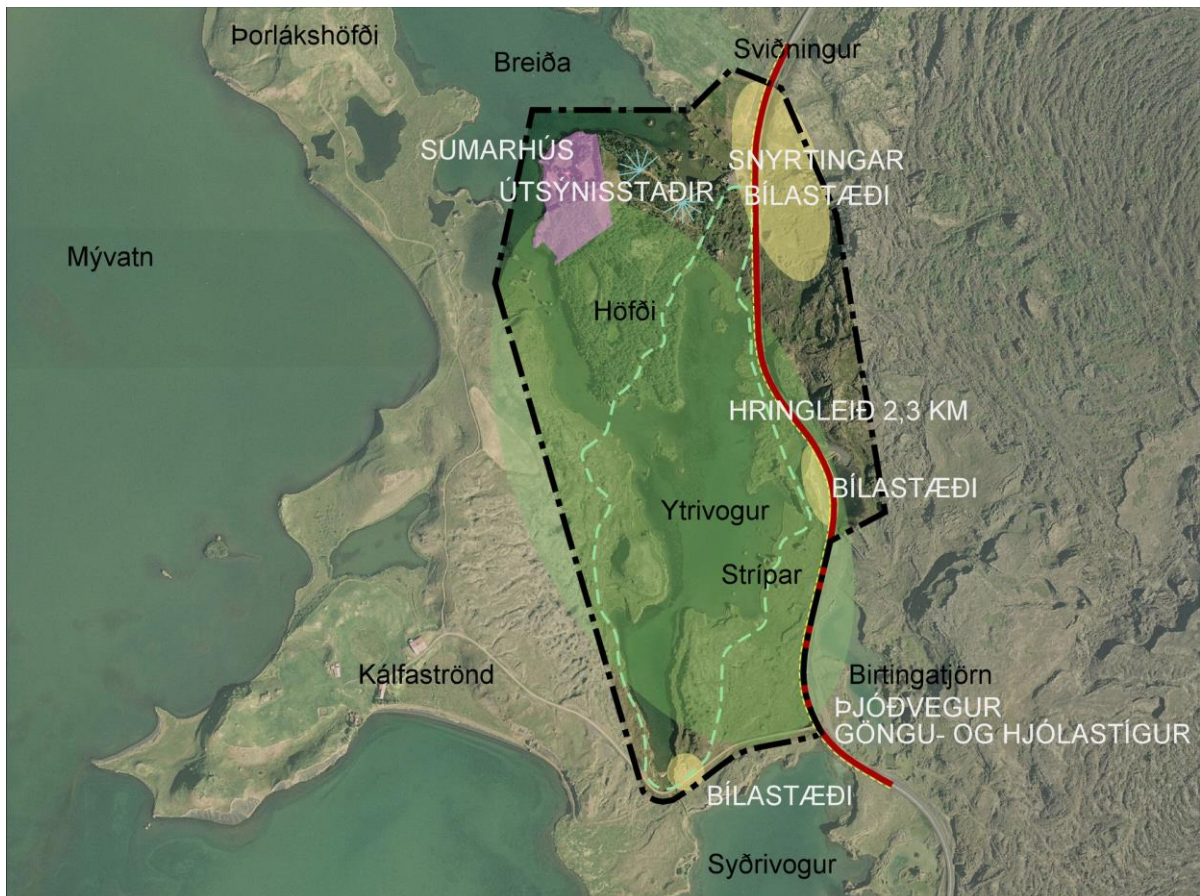 Þorlákshöfði
Breiða
Sviðningur
SUMARHÚS
ÚTSÝNISSTAÐIR
SNYRTINGAR
BÍLASTÆÐI
Mývatn
Höfði
HRINGLEIÐ 2,3 KM
BÍLASTÆÐI
Ytrivogur
Strípar
Kálfaströnd
Birtingatjörn
ÞJÓÐVEGUR
GÖNGU- OG HJÓLASTÍGUR
BÍLASTÆÐI
Syðrivogur